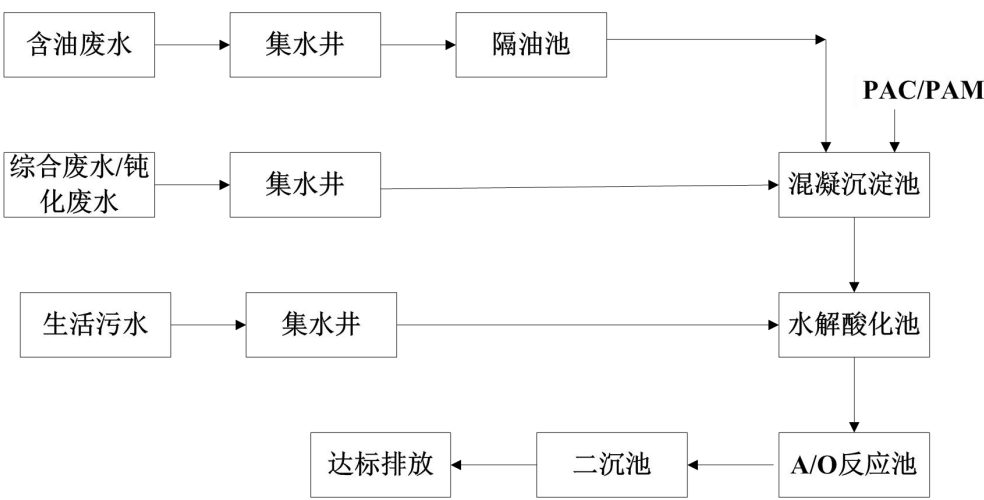 含油废水
集水井
隔油池
PAC/PAM
综合废水/钝
化废水
集水井
混凝沉淀池
生活污水
集水井
水解酸化池
达标排放
二沉池
A/O反应池